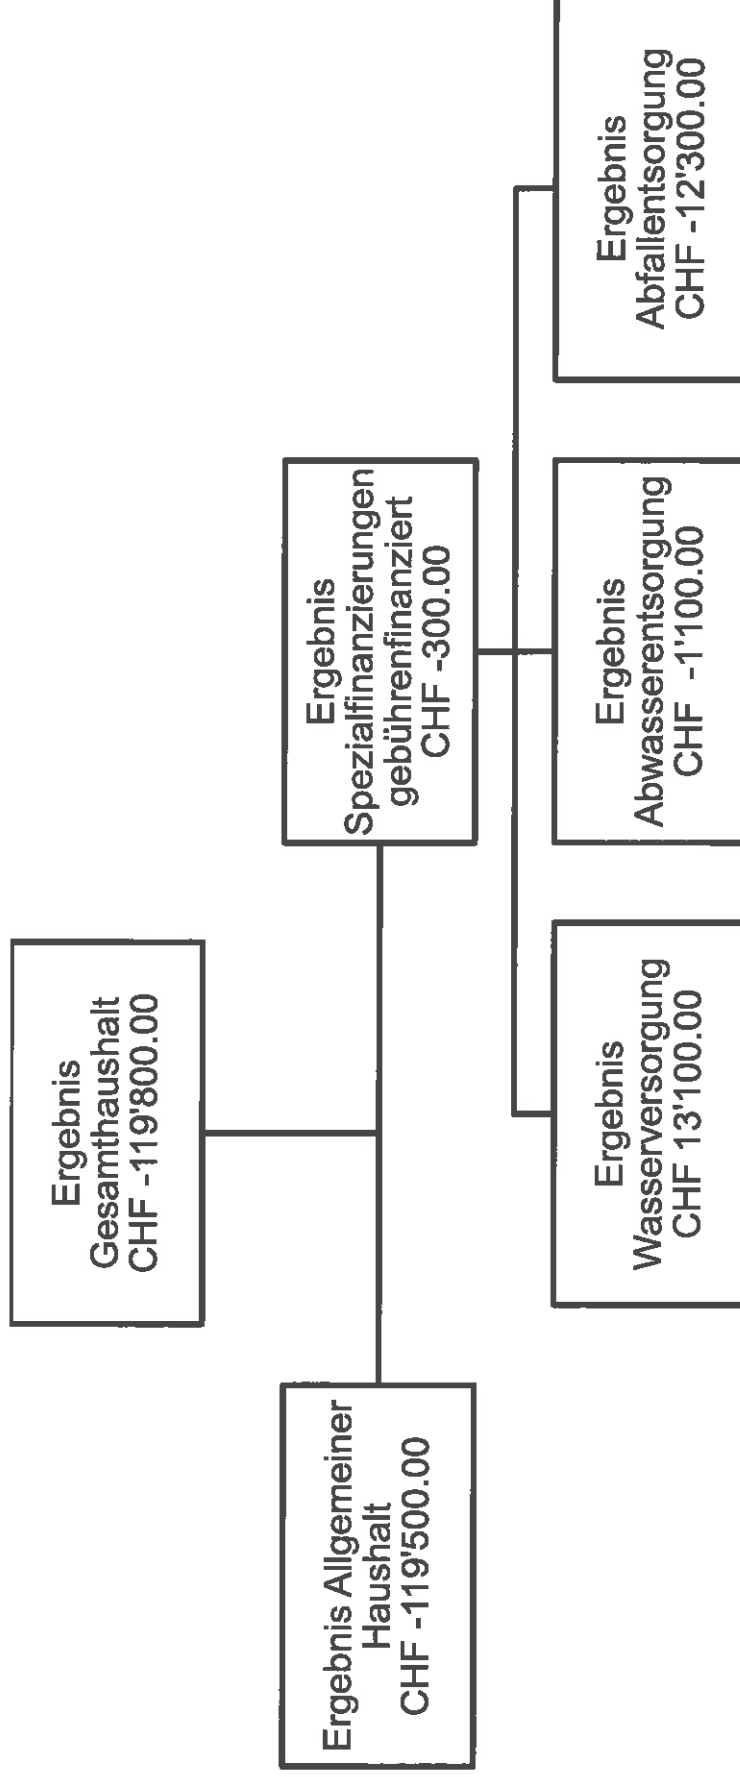 Ergebnis
Gesamthaushalt
CHF -119'800.00
Ergebnis Allgemeiner
Haushalt
CHF -119'500.00
Ergebnis
Spezialfinanzierungen
gebührenfinanziert
CHF -300.00
Ergebnis
Wasserversorgung
CHF 13'100.00
Ergebnis
Abwasserentsorgung
CHF -1'100.00
Ergebnis
Abfallentsorgung
CHF -12'300.00